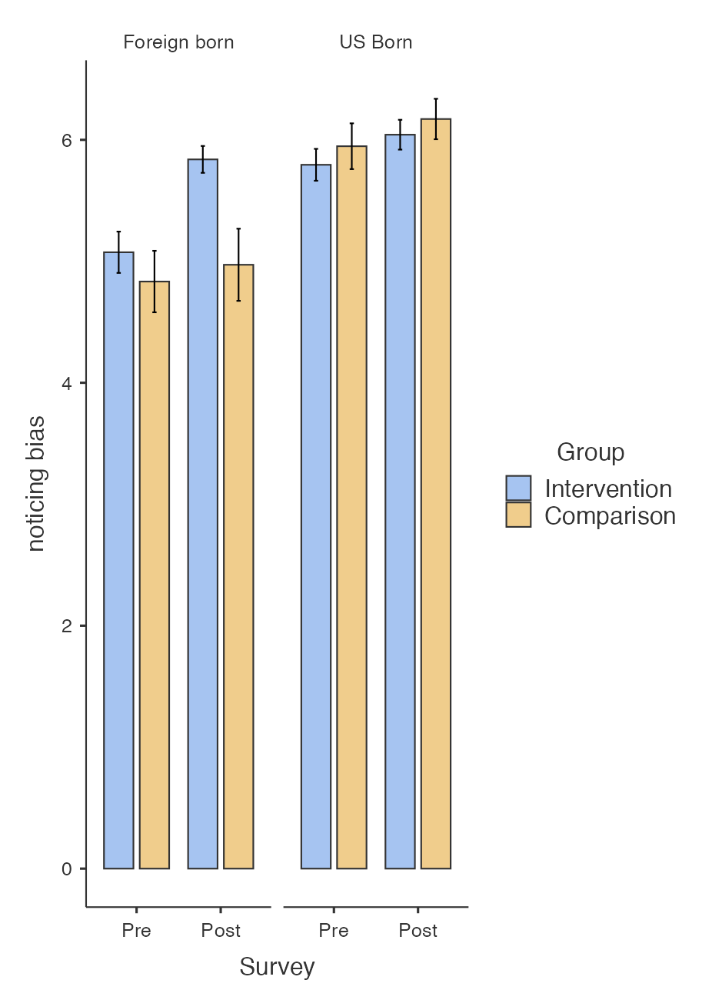 Foreign born
US Born
6
4
2
0
noticing bias
Pre
Post
Pre
Post
Survey
Group
Intervention
Comparison